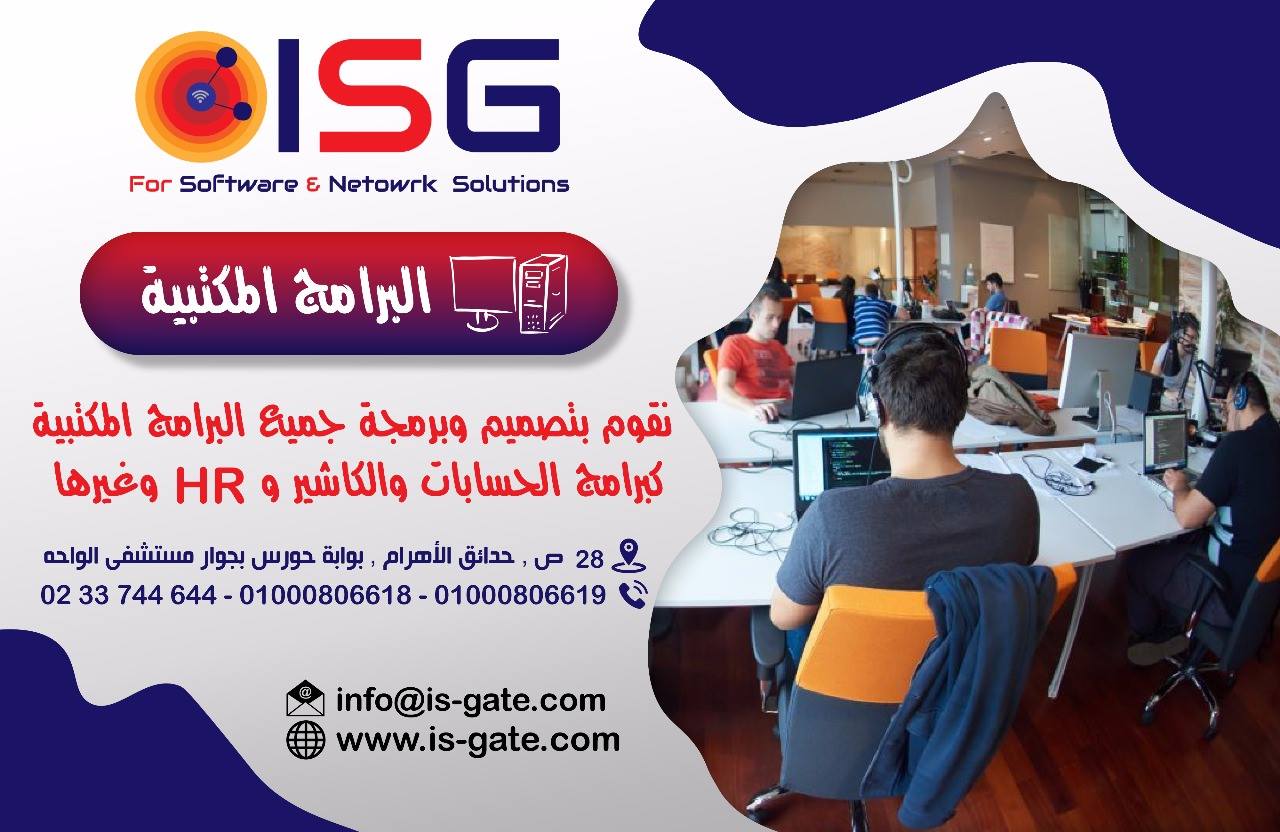 ISG
For Software & Netowrk Solutions
البرامج المكتبية
نقوم بتصميم وبرمجة جميع البرامج المكتبية
كبرامج الحسابات والكاشير و HR وغيرها
28 ص , حدائق الأهرام , بوابة حورس بجوار مستشفى الواحه
02 33 744 644 - 01000806618 - 01000806619
info@is-gate.com
www.is-gate.com